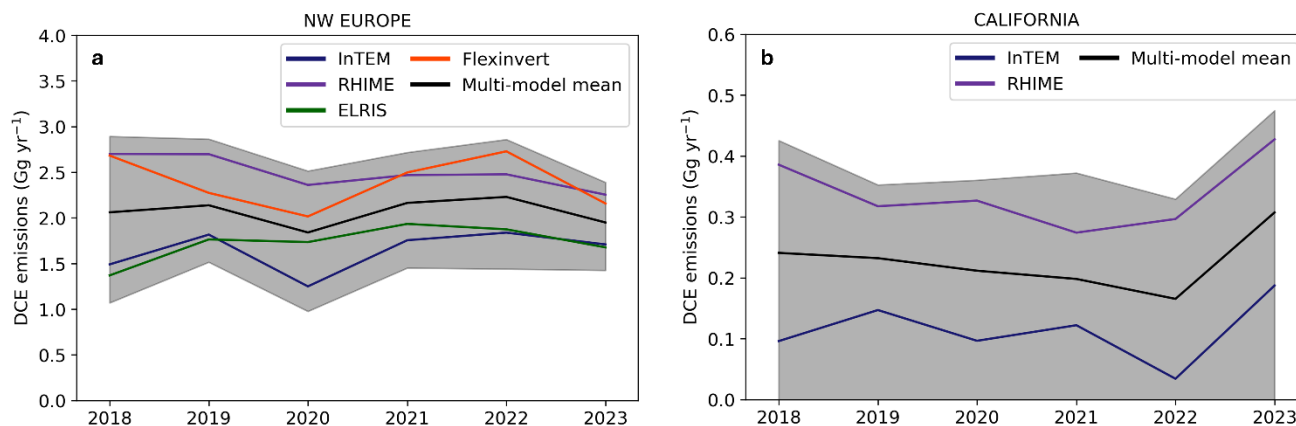 NW EUROPE
a
InTEM
RHIME
ELRIS
Flexinvert
Multi-model mean
DCE emissions (Gg yr⁻¹)
4.0
3.5
3.0
2.5
2.0
1.5
1.0
0.5
0.0
2018 2019 2020 2021 2022 2023
CALIFORNIA
b
InTEM
RHIME
Multi-model mean
DCE emissions (Gg yr⁻¹)
0.6
0.5
0.4
0.3
0.2
0.1
0.0
2018 2019 2020 2021 2022 2023